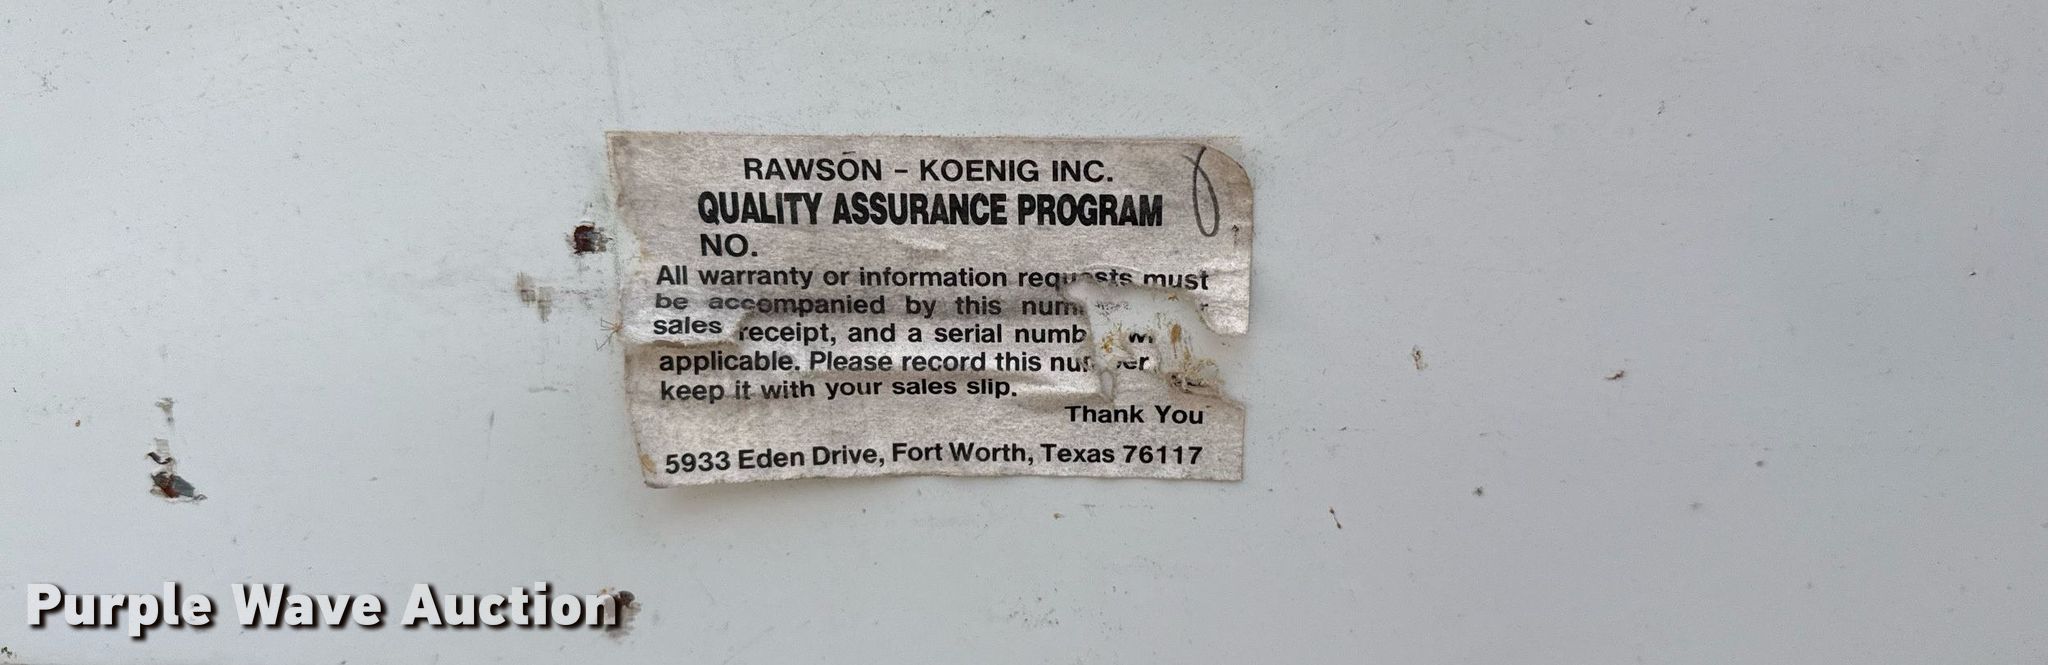 RAWSON - KOENIG INC.
QUALITY ASSURANCE PROGRAM
NO.
All warranty or information requests must
be accompanied by this
sales receipt, and a serial
applicable. Please record this
keep it with your sales slip.
Thank You
5933 Eden Drive, Fort Worth, Texas 76117
Purple Wave Auction